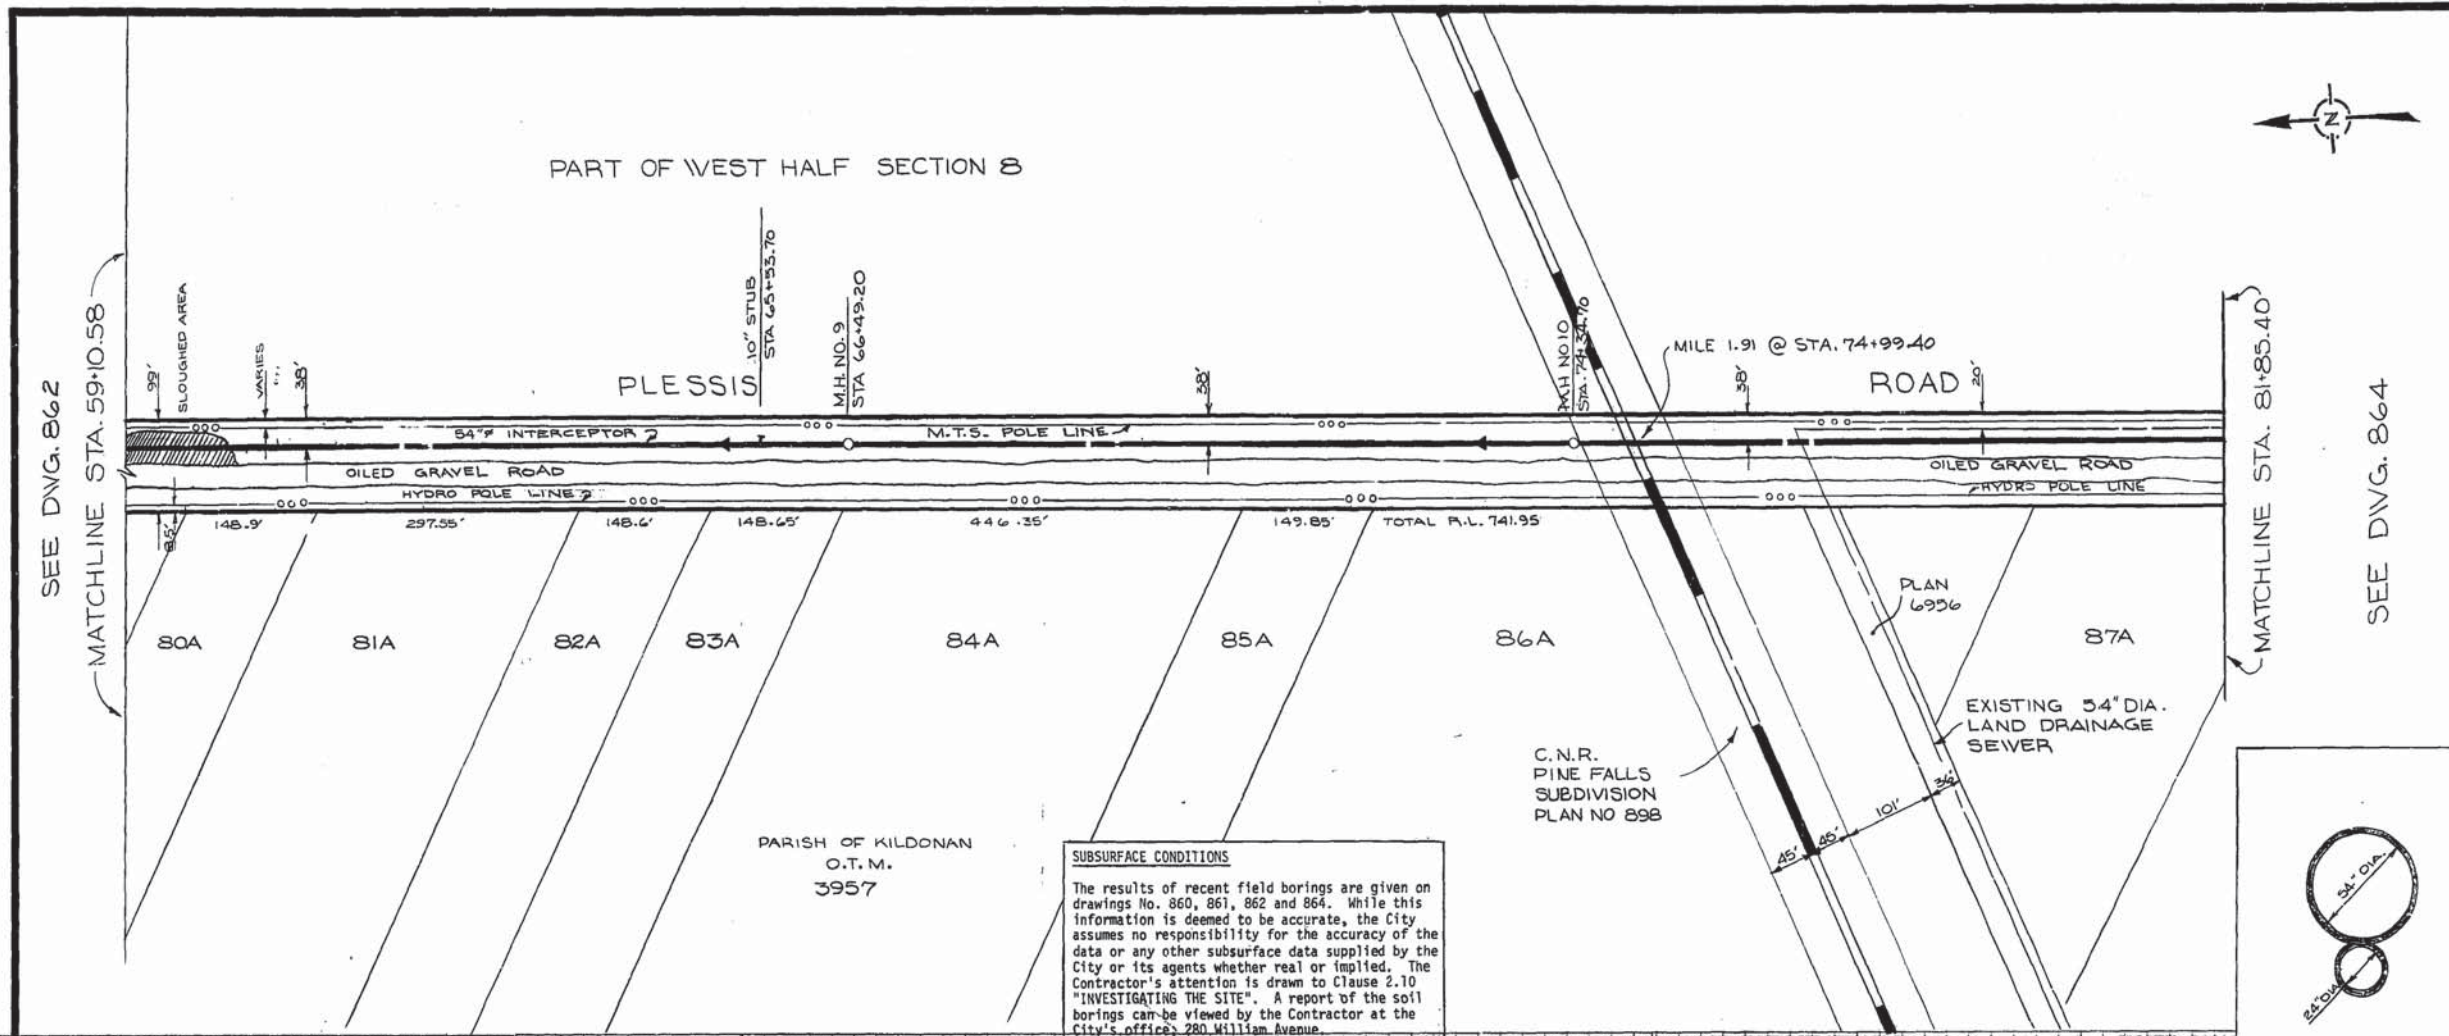 PART OF WEST HALF SECTION 8
Z
SEE DWG. 862
MATCHLINE STA. 59+10.58
99'
SLOUGHED AREA
VARIES
38'
PLESSIS
10" STUB
STA 65+53.70
M.H. NO. 9
STA 66+49.20
38'
M.H NO 10
STA. 74+34.70
MILE 1.91 @ STA. 74+99.40
38'
ROAD
20'
MATCHLINE STA. 81+85.40
SEE DWG. 864
54"ø INTERCEPTOR
M.T.S. POLE LINE
OILED GRAVEL ROAD
OILED GRAVEL ROAD
HYDRO POLE LINE
HYDRO POLE LINE
148.9'
297.55'
148.6'
148.65'
446.35'
149.85'
TOTAL R.L. 741.95'
80A
81A
82A
83A
84A
85A
86A
87A
PLAN
6956
EXISTING 54" DIA.
LAND DRAINAGE
SEWER
C.N.R.
PINE FALLS
SUBDIVISION
PLAN NO 898
45'
45'
101'
36'
PARISH OF KILDONAN
O.T.M.
3957
SUBSURFACE CONDITIONS
The results of recent field borings are given on
drawings No. 860, 861, 862 and 864. While this
information is deemed to be accurate, the City
assumes no responsibility for the accuracy of the
data or any other subsurface data supplied by the
City or its agents whether real or implied. The
Contractor's attention is drawn to Clause 2.10
"INVESTIGATING THE SITE". A report of the soil
borings can be viewed by the Contractor at the
City's office, 280 William Avenue.
54" DIA.
24" DIA.